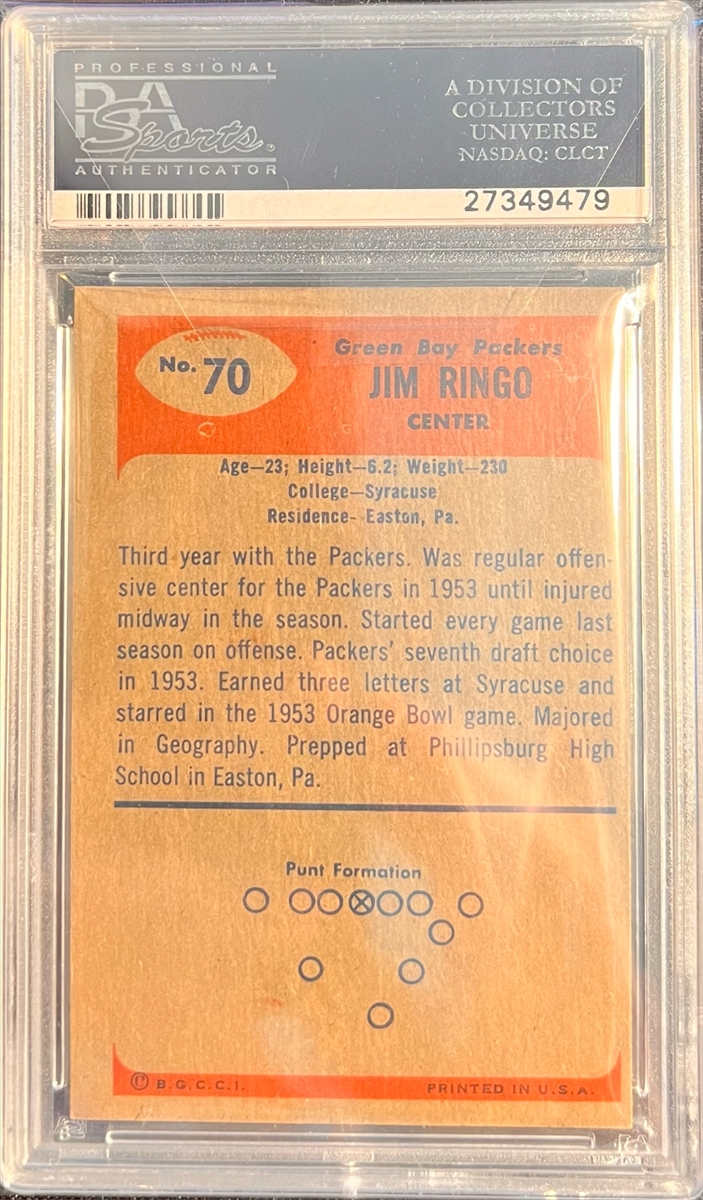 PROFESSIONAL
PSA
Sports.
AUTHENTICATOR
A DIVISION OF
COLLECTORS
UNIVERSE
NASDAQ: CLCT
27349479
No. 70
Green Bay Packers
JIM RINGO
CENTER
Age—23; Height—6.2; Weight—230
College—Syracuse
Residence- Easton, Pa.
Third year with the Packers. Was regular offen-
sive center for the Packers in 1953 until injured
midway in the season. Started every game last
season on offense. Packers' seventh draft choice
in 1953. Earned three letters at Syracuse and
starred in the 1953 Orange Bowl game. Majored
in Geography. Prepped at Phillipsburg High
School in Easton, Pa.
Punt Formation
© B.G.C.C.I.
PRINTED IN U.S.A.